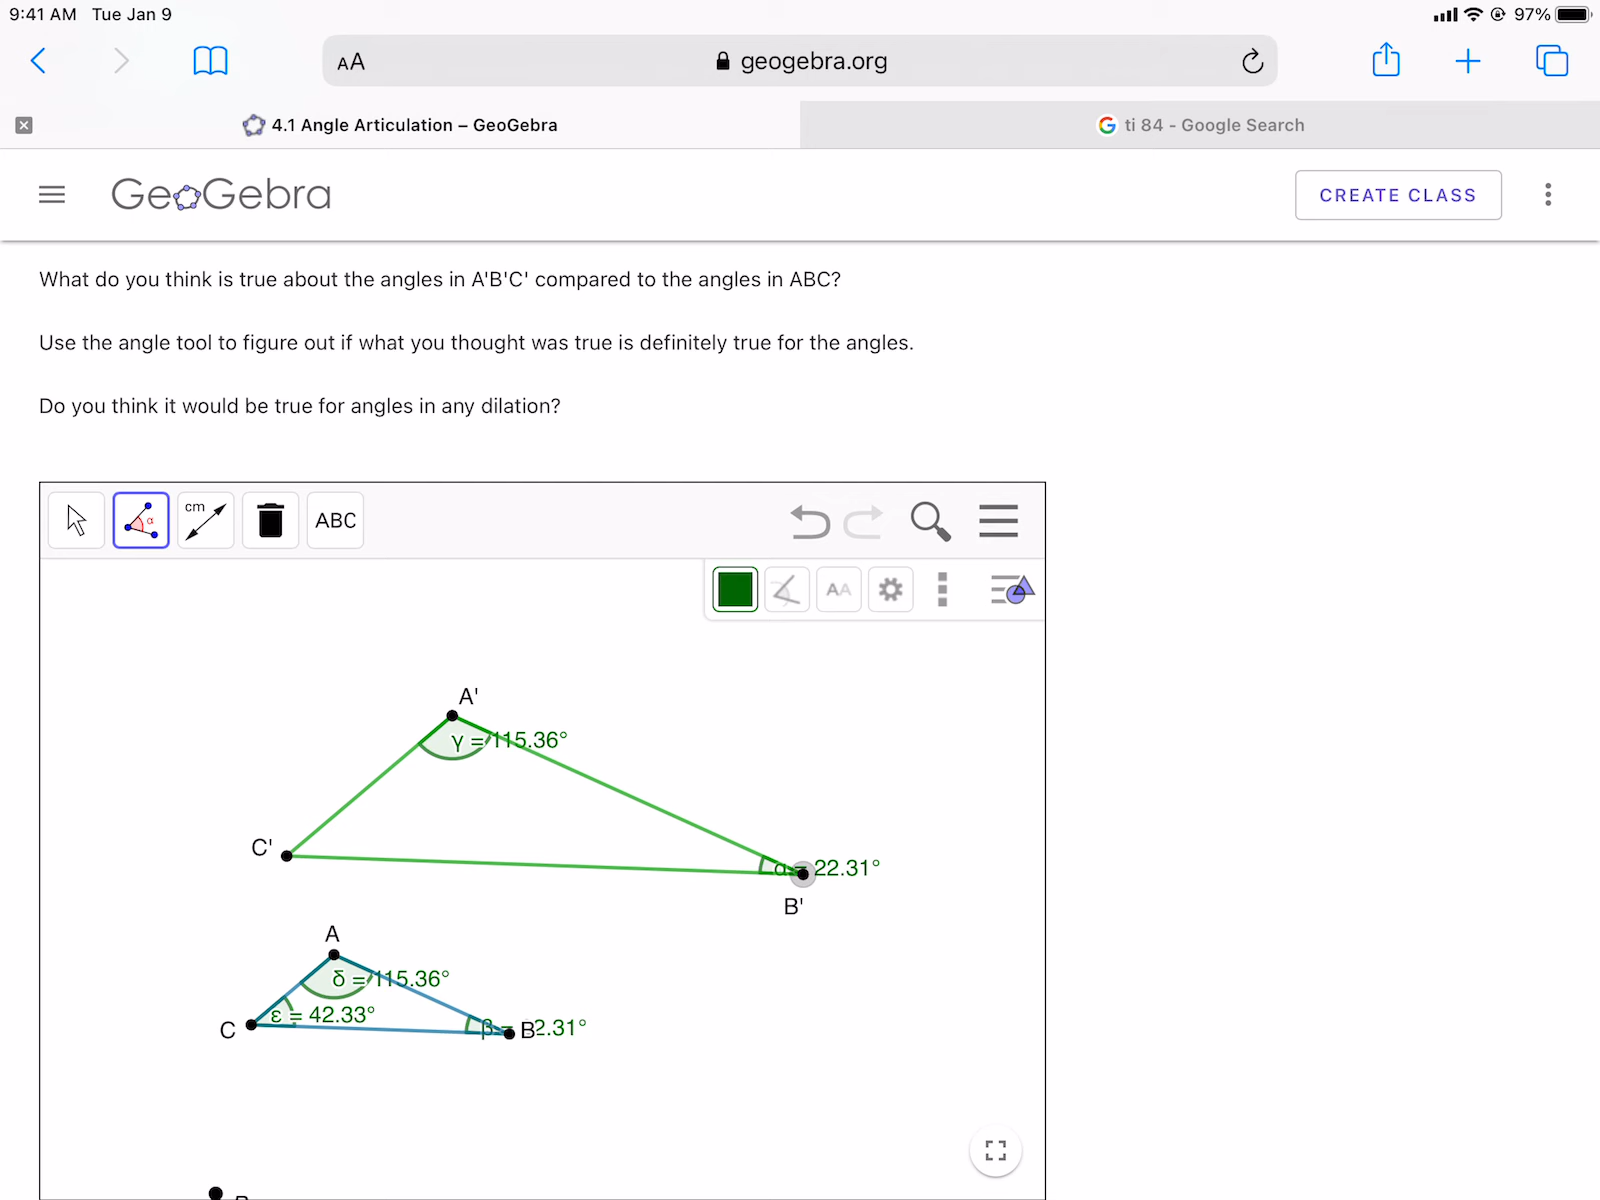 9:41 AM Tue Jan 9
97%
AA
geogebra.org
4.1 Angle Articulation – GeoGebra
ti 84 - Google Search
GeoGebra
CREATE CLASS
What do you think is true about the angles in A'B'C' compared to the angles in ABC?
Use the angle tool to figure out if what you thought was true is definitely true for the angles.
Do you think it would be true for angles in any dilation?
α
cm
ABC
AA
A'
γ = 115.36°
C'
α = 22.31°
B'
A
δ = 115.36°
ε = 42.33°
C
β =
B
2.31°